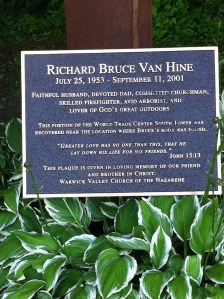 RICHARD BRUCE VAN HINE
JULY 25, 1953 - SEPTEMBER 11, 2001
FAITHFUL HUSBAND, DEVOTED DAD, COMMITTED CHURCHMAN,
SKILLED FIREFIGHTER, AVID ARBORIST, AND
LOVER OF GOD'S GREAT OUTDOORS
THIS PORTION OF THE WORLD TRADE CENTER SOUTH TOWER WAS
RECOVERED NEAR THE LOCATION WHERE BRUCE'S BODY WAS FOUND.
"GREATER LOVE HAS NO ONE THAN THIS, THAT HE
LAY DOWN HIS LIFE FOR HIS FRIENDS."
JOHN 15:13
THIS PLAQUE IS GIVEN IN LOVING MEMORY OF OUR FRIEND
AND BROTHER IN CHRIST.
WARWICK VALLEY CHURCH OF THE NAZARENE